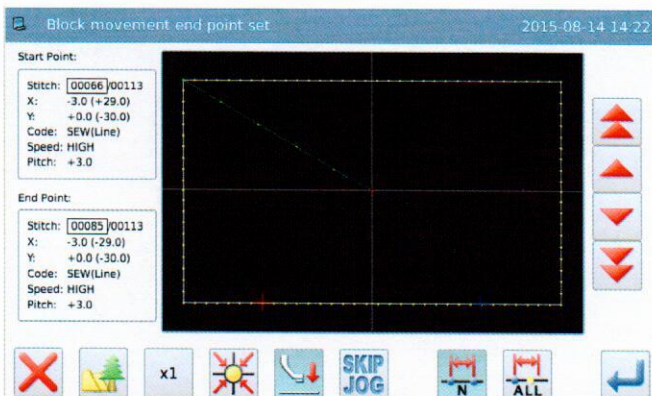 Block movement end point set 2015-08-14 14:22
Start Point:
Stitch: 00066/00113
X: -3.0 (+29.0)
Y: +0.0 (-30.0)
Code: SEW(Line)
Speed: HIGH
Pitch: +3.0
End Point:
Stitch: 00085/00113
X: -3.0 (-29.0)
Y: +0.0 (-30.0)
Code: SEW(Line)
Speed: HIGH
Pitch: +3.0
x1
SKIP
JOG
N
ALL